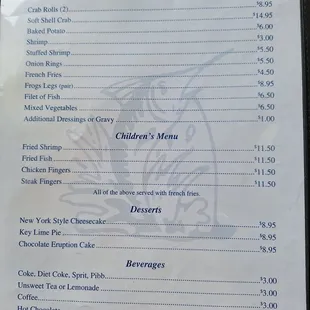 Crab Rolls (2) $8.95
Soft Shell Crab $14.95
Baked Potato $6.00
Shrimp $3.00
Stuffed Shrimp $5.50
Onion Rings $5.50
French Fries $4.50
Frogs Legs (pair) $8.95
Filet of Fish $6.50
Mixed Vegetables $6.50
Additional Dressings or Gravy $1.00
Children's Menu
Fried Shrimp $11.50
Fried Fish $11.50
Chicken Fingers $11.50
Steak Fingers $11.50
All of the above served with french fries.
Desserts
New York Style Cheesecake $8.95
Key Lime Pie $8.95
Chocolate Eruption Cake $8.95
Beverages
Coke, Diet Coke, Sprit, Pibb $3.00
Unsweet Tea or Lemonade $3.00
Coffee $3.00
Hot Chocolate